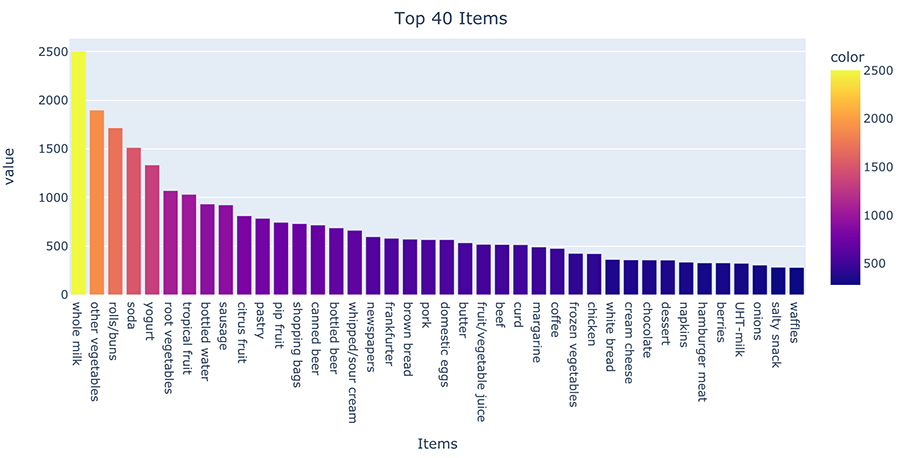 Top 40 Items
value
2500
2000
1500
1000
500
0
whole milk
other vegetables
rolls/buns
soda
yogurt
root vegetables
tropical fruit
bottled water
sausage
citrus fruit
pastry
pip fruit
shopping bags
canned beer
bottled beer
whipped/sour cream
newspapers
frankfurter
brown bread
pork
domestic eggs
butter
fruit/vegetable juice
beef
curd
margarine
coffee
frozen vegetables
chicken
white bread
cream cheese
chocolate
dessert
napkins
hamburger meat
berries
UHT-milk
onions
salty snack
waffles
Items
color
2500
2000
1500
1000
500